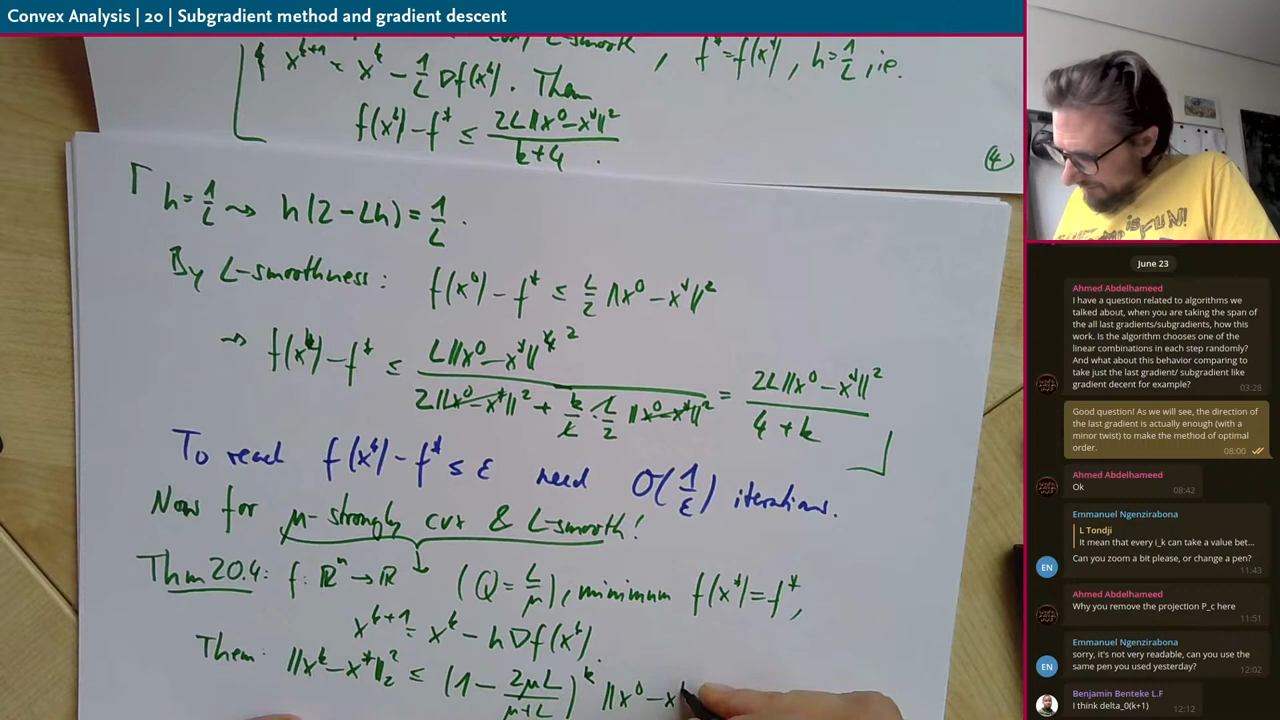 Convex Analysis | 20 | Subgradient method and gradient descent
L-smooth, f* = f(x*), h = 1/L, i.e.
x^{k+1} = x^k - 1/L ∇f(x^k). Then
f(x^k) - f* ≤ 2L||x^0 - x*||^2 / (k+4).
(4)
h = 1/L ⇝ h(2 - Lh) = 1/L.
By L-smoothness: f(x^0) - f* ≤ L/2 ||x^0 - x*||^2
⇝ f(x^k) - f* ≤ L||x^0 - x*||^{4 2} / (2||x^0 - x*||^2 + k · 1/L · L/2 ||x^0 - x*||^2) = 2L||x^0 - x*||^2 / (4 + k)
To reach f(x^k) - f* ≤ ε need O(1/ε) iterations.
Now for μ-strongly cvx & L-smooth!
Thm 20.4: f: ℝ^n → ℝ (Q = L/μ), minimum f(x*) = f*,
x^{k+1} = x^k - h∇f(x^k).
Then: ||x^k - x*||_2^2 ≤ (1 - 2μL/(μ+L))^k ||x^0 - x
is FUN!
June 23
Ahmed Abdelhameed
I have a question related to algorithms we
talked about, when you are taking the span of
the all last gradients/subgradients, how this
work. Is the algorithm chooses one of the
linear combinations in each step randomly?
And what about this behavior comparing to
take just the last gradient/ subgradient like
gradient decent for example?
03:28
Good question! As we will see, the direction of
the last gradient is actually enough (with a
minor twist) to make the method of optimal
order.
08:00
Ahmed Abdelhameed
Ok
08:42
Emmanuel Ngenzirabona
L Tondji
It mean that every i_k can take a value bet...
Can you zoom a bit please, or change a pen?
EN
11:43
Ahmed Abdelhameed
Why you remove the projection P_c here
11:51
Emmanuel Ngenzirabona
sorry, it's not very readable, can you use the
same pen you used yesterday?
EN
12:02
Benjamin Benteke L.F
I think delta_0(k+1)
12:12